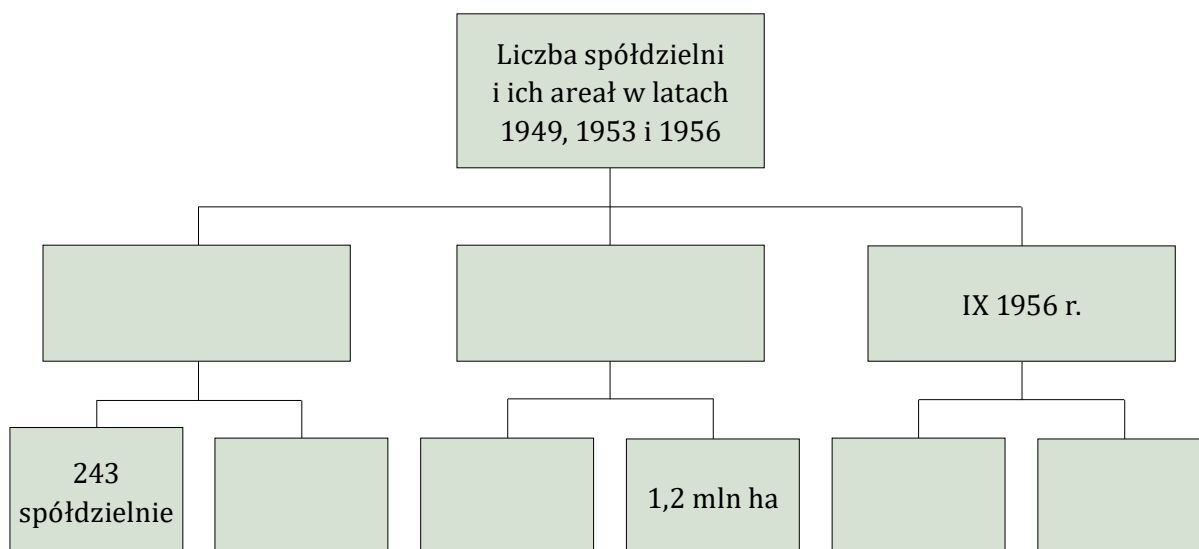 Liczba spółdzielni
i ich areał w latach
1949, 1953 i 1956
IX 1956 r.
243
spółdzielnie
1,2 mln ha